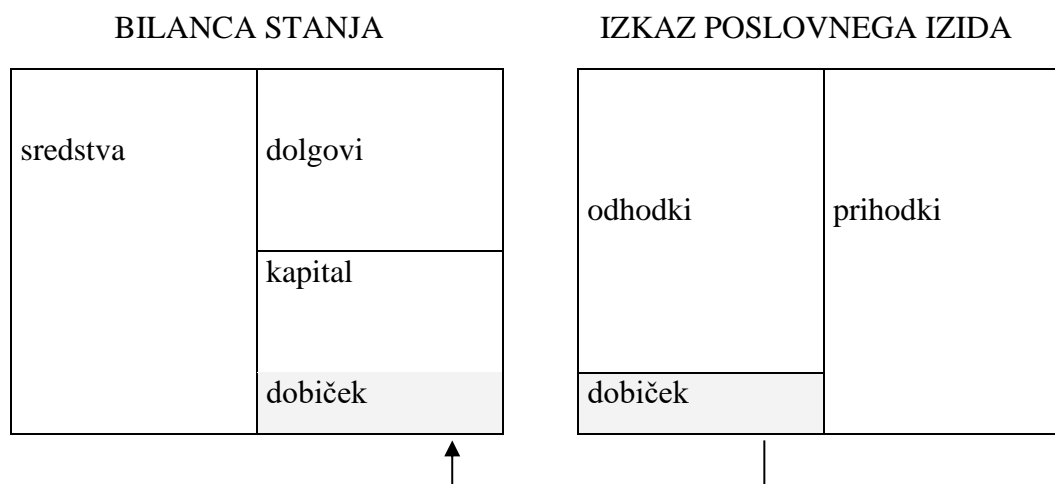 BILANCA STANJA
sredstva
dolgovi
kapital
dobiček
IZKAZ POSLOVNEGA IZIDA
odhodki
prihodki
dobiček